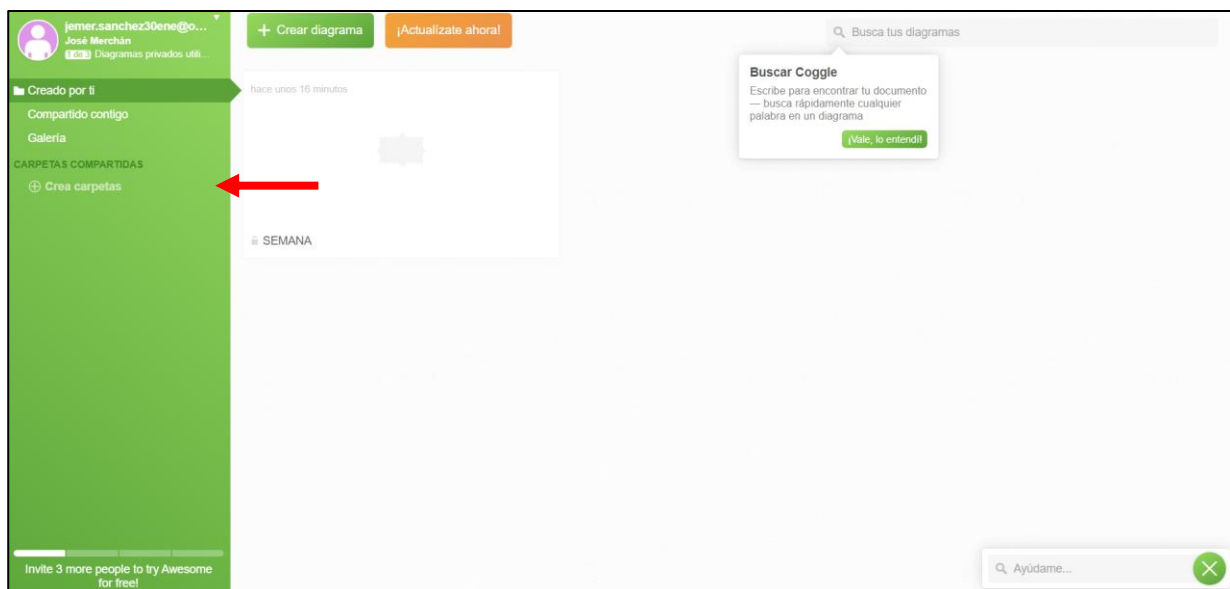 jemer.sanchez30ene@o...
José Merchán
1 de 3 Diagramas privados utili...
Creado por ti
Compartido contigo
Galería
CARPETAS COMPARTIDAS
Crea carpetas
Invite 3 more people to try Awesome
for free!
+ Crear diagrama
¡Actualízate ahora!
Busca tus diagramas
Buscar Coggle
Escribe para encontrar tu documento
— busca rápidamente cualquier
palabra en un diagrama
¡Vale, lo entendí!
hace unos 16 minutos
SEMANA
Ayúdame...